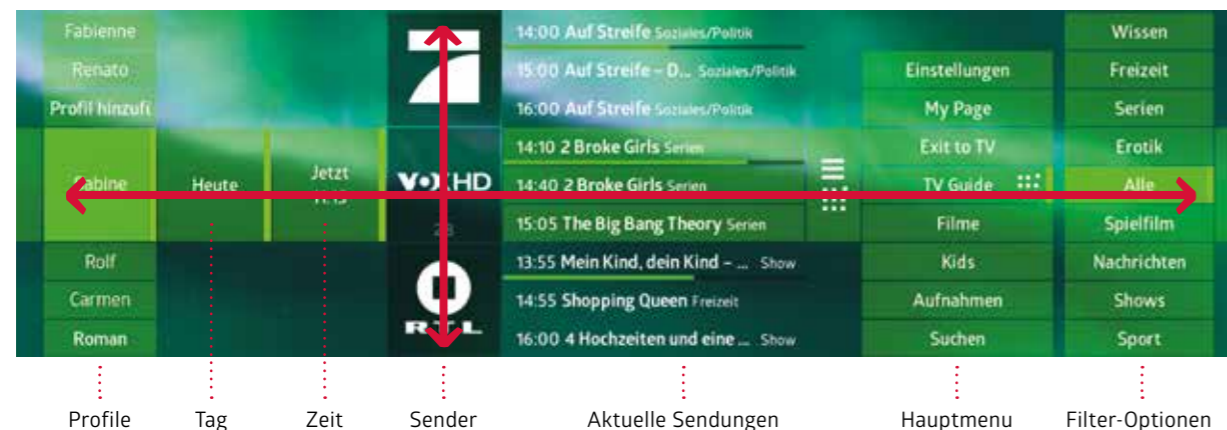 Fabienne
Renato
Profil hinzufü
Sabine
Rolf
Carmen
Roman
Heute
Jetzt
VOX HD
RTL
14:00 Auf Streife Soziales/Politik
15:00 Auf Streife – D... Soziales/Politik
16:00 Auf Streife Soziales/Politik
14:10 2 Broke Girls Serien
14:40 2 Broke Girls Serien
15:05 The Big Bang Theory Serien
13:55 Mein Kind, dein Kind – ... Show
14:55 Shopping Queen Freizeit
16:00 4 Hochzeiten und eine ... Show
Einstellungen
My Page
Exit to TV
TV Guide
Filme
Kids
Aufnahmen
Suchen
Wissen
Freizeit
Serien
Erotik
Alle
Spielfilm
Nachrichten
Shows
Sport
Profile
Tag
Zeit
Sender
Aktuelle Sendungen
Hauptmenu
Filter-Optionen